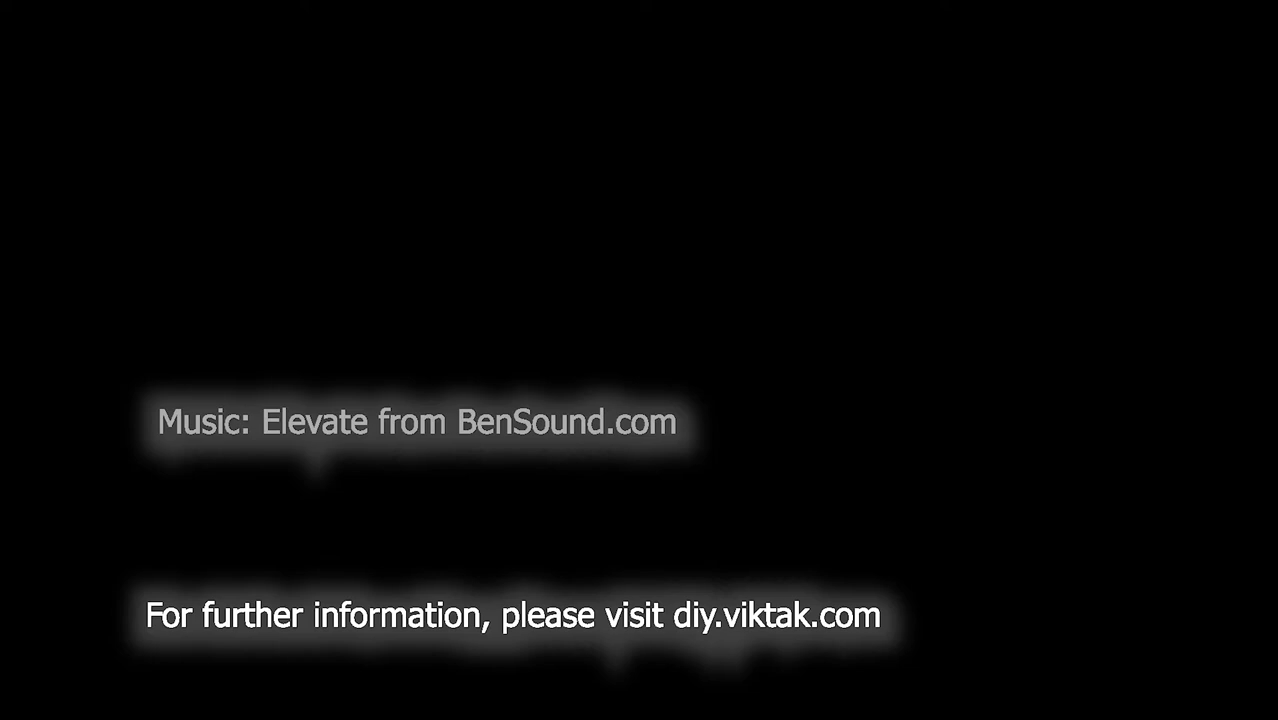 Music: Elevate from BenSound.com
For further information, please visit diy.viktak.com